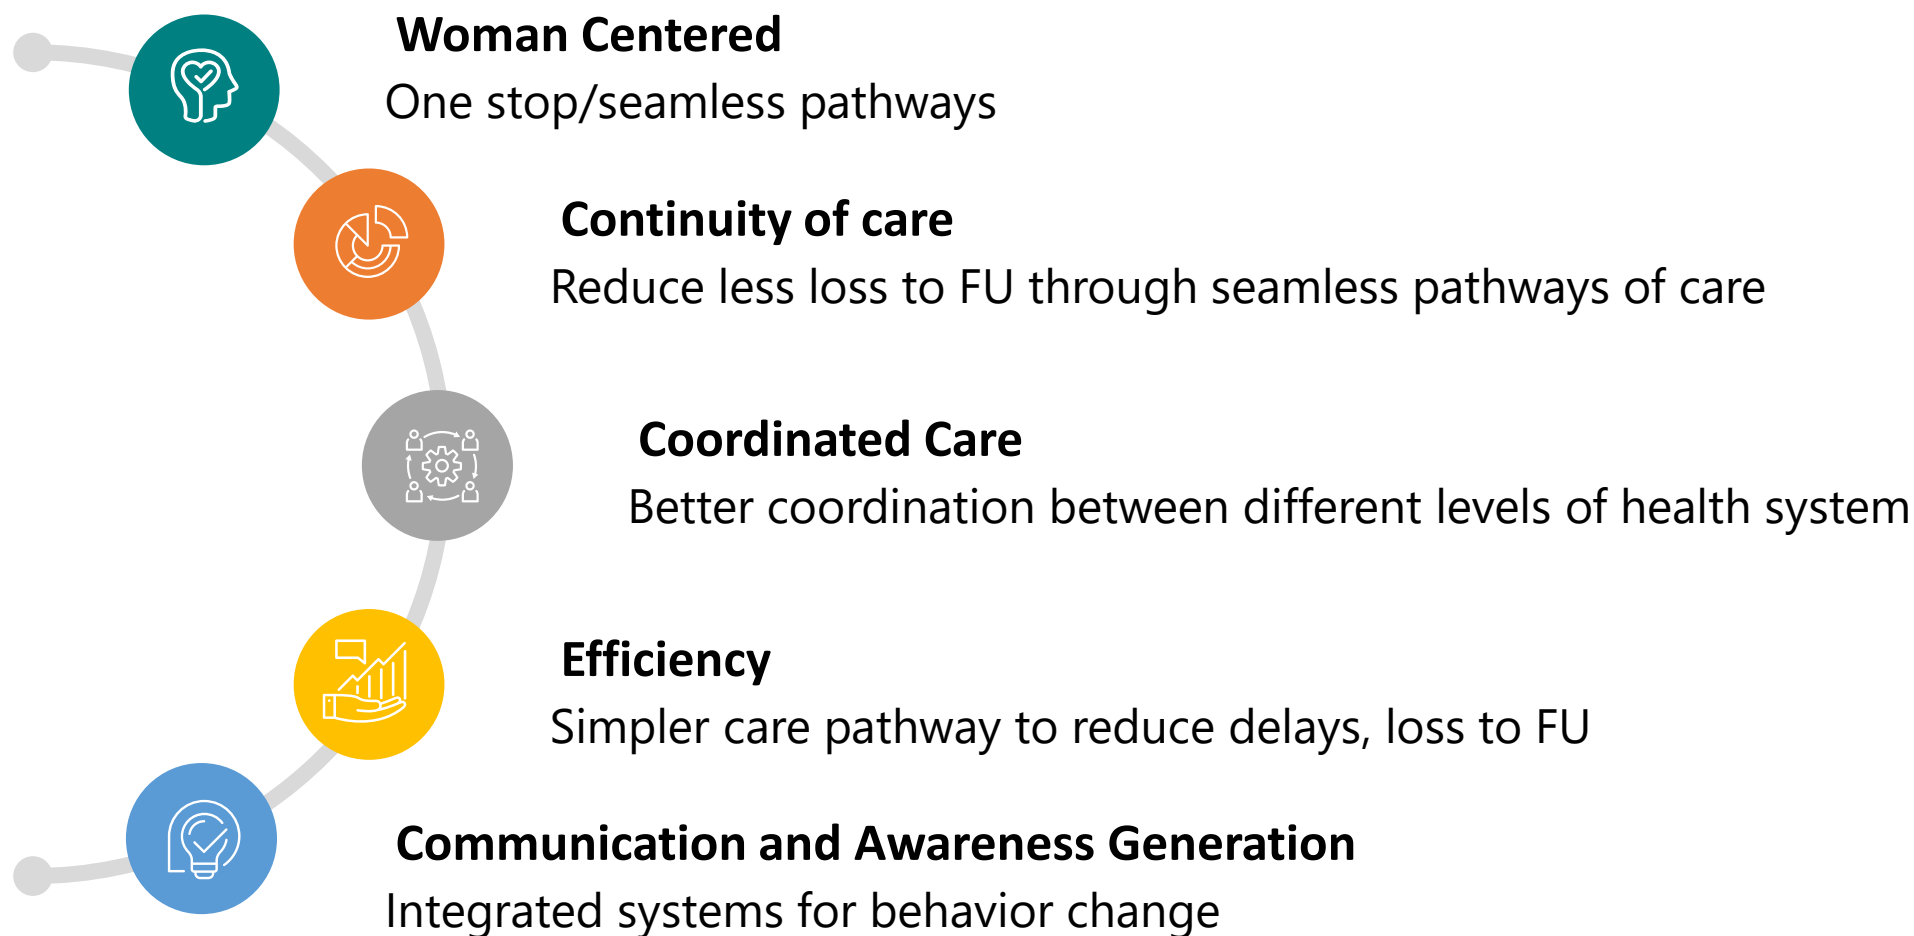 Woman Centered
One stop/seamless pathways
Continuity of care
Reduce less loss to FU through seamless pathways of care
Coordinated Care
Better coordination between different levels of health system
Efficiency
Simpler care pathway to reduce delays, loss to FU
Communication and Awareness Generation
Integrated systems for behavior change